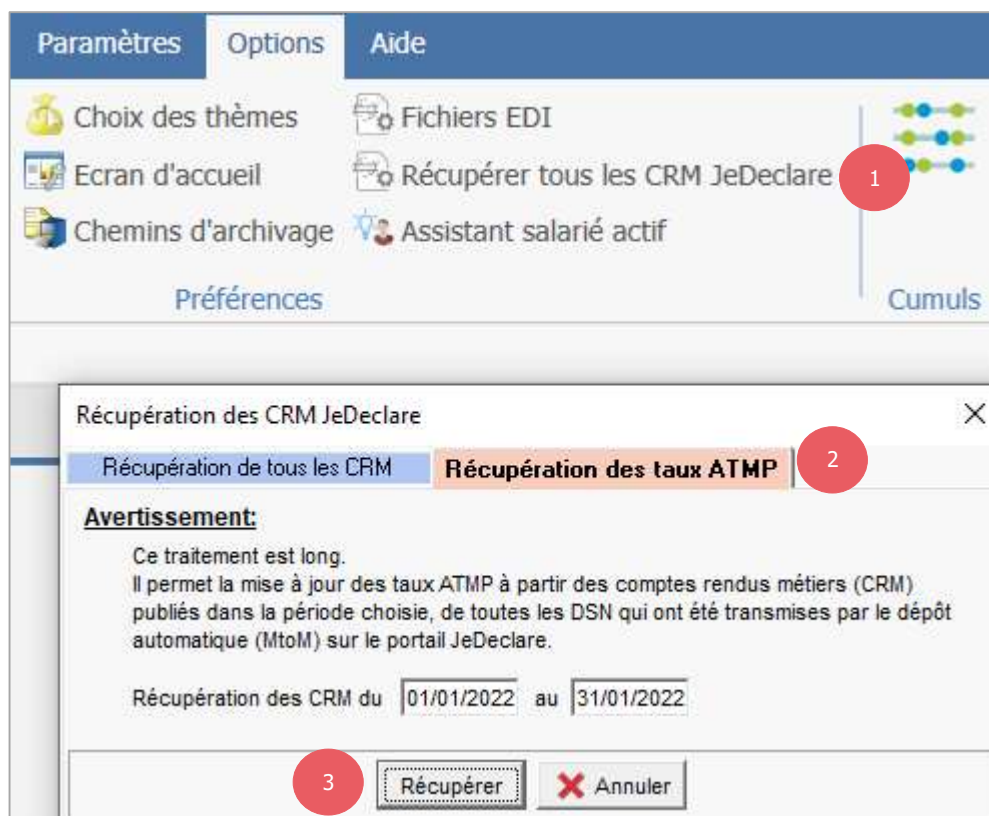 Paramètres Options Aide
Choix des thèmes Fichiers EDI
Ecran d'accueil Récupérer tous les CRM JeDeclare 1
Chemins d'archivage Assistant salarié actif
Préférences Cumuls
Récupération des CRM JeDeclare
Récupération de tous les CRM Récupération des taux ATMP 2
Avertissement:
Ce traitement est long.
Il permet la mise à jour des taux ATMP à partir des comptes rendus métiers (CRM)
publiés dans la période choisie, de toutes les DSN qui ont été transmises par le dépôt
automatique (MtoM) sur le portail JeDeclare.
Récupération des CRM du 01/01/2022 au 31/01/2022
3 Récupérer Annuler